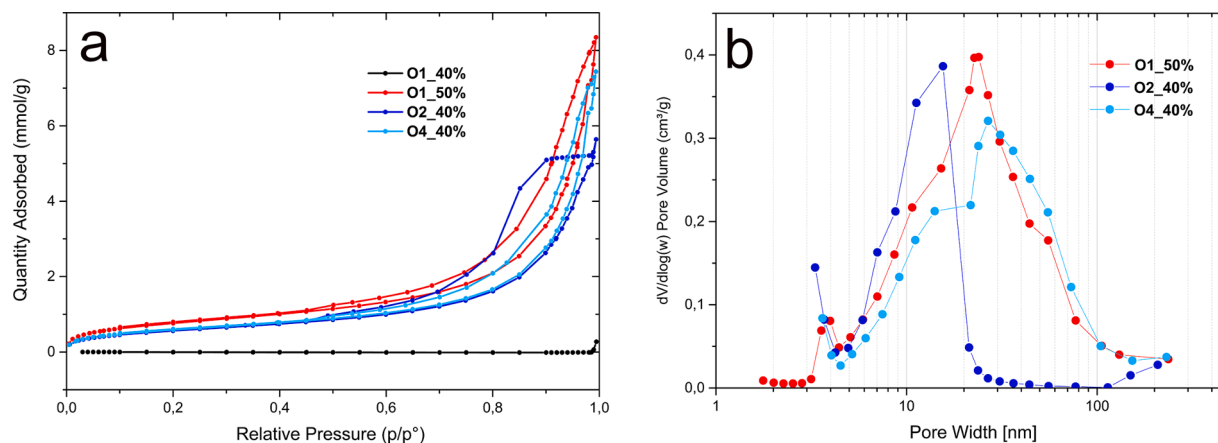 a
Quantity Adsorbed (mmol/g)
8
6
4
2
0
O1_40%
O1_50%
O2_40%
O4_40%
0,0 0,2 0,4 0,6 0,8 1,0
Relative Pressure (p/p°)
b
dV/dlog(w) Pore Volume (cm³/g)
0,4
0,3
0,2
0,1
0,0
O1_50%
O2_40%
O4_40%
1 10 100
Pore Width [nm]